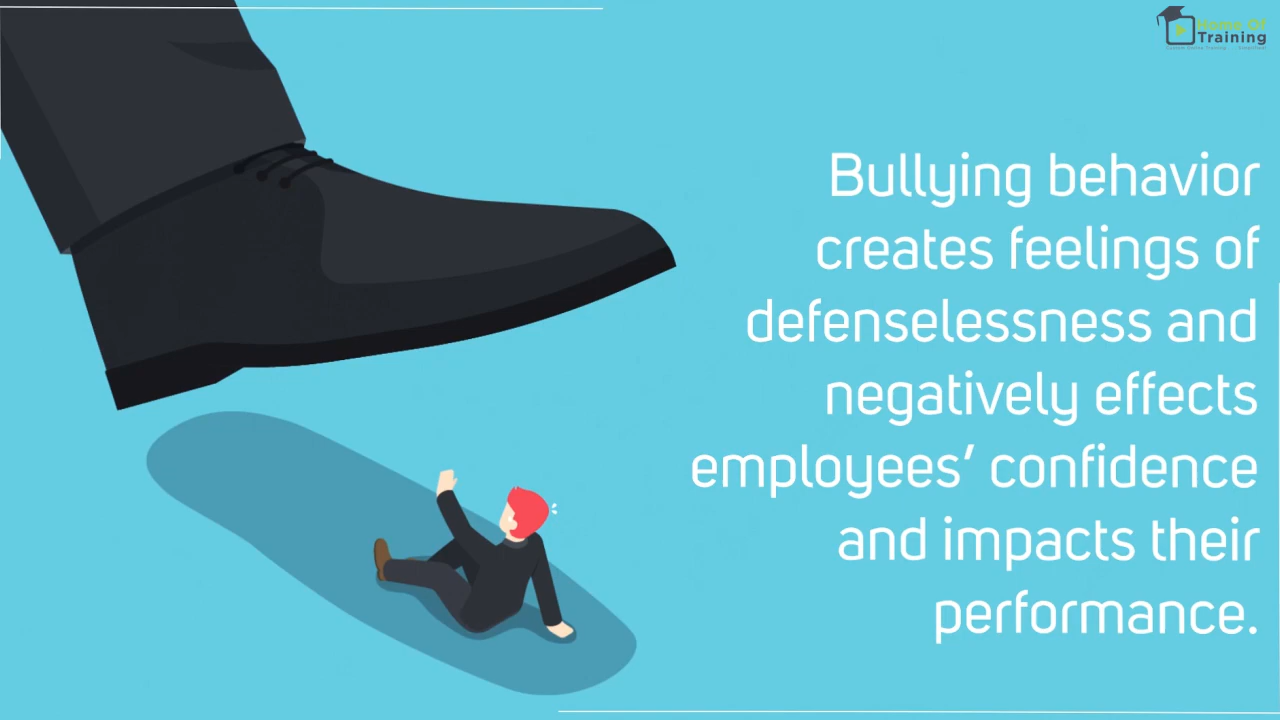 Home Of
Training
Bullying behavior
creates feelings of
defenselessness and
negatively effects
employees’ confidence
and impacts their
performance.